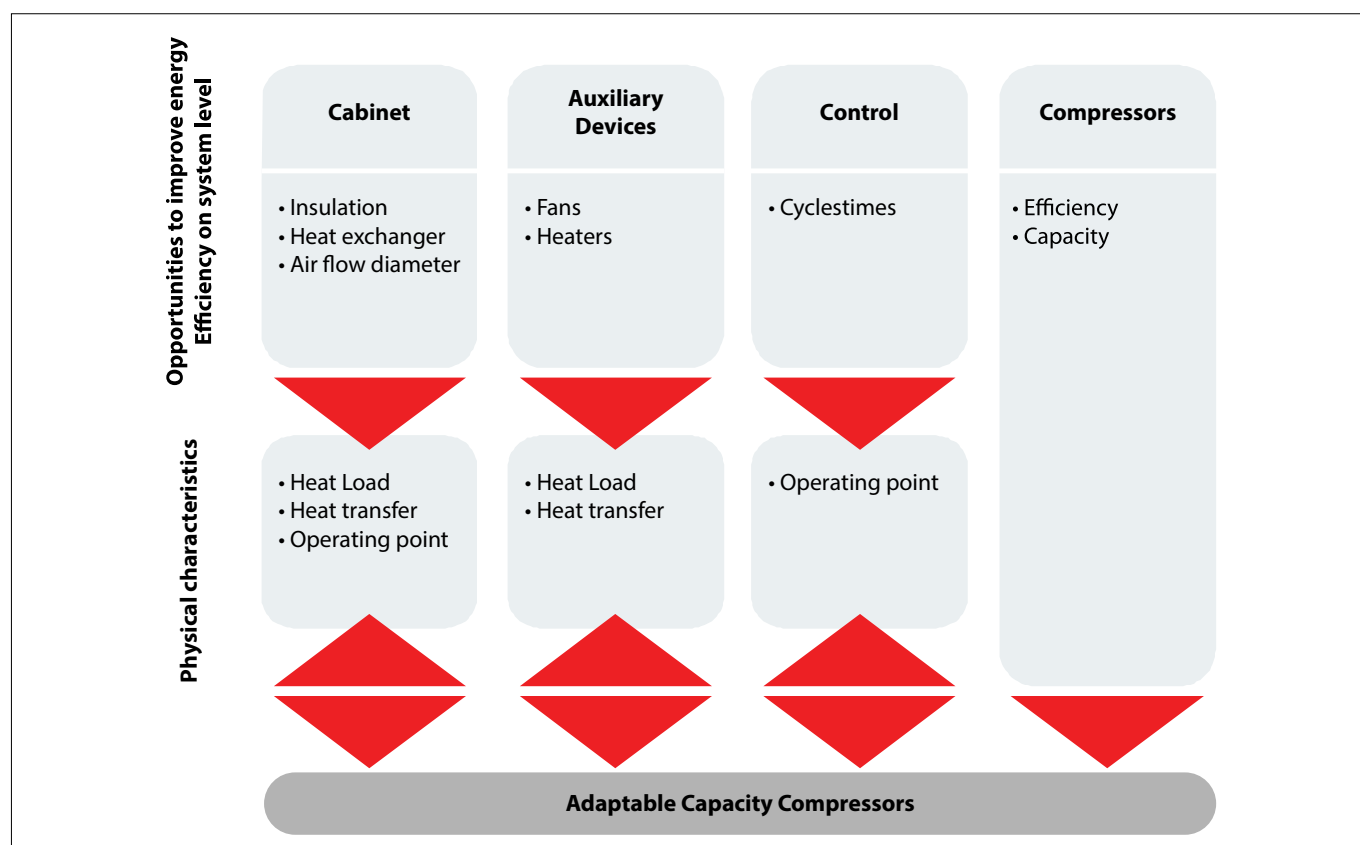 Opportunities to improve energy
Efficiency on system level
Cabinet
Auxiliary
Devices
Control
Compressors
• Insulation
• Heat exchanger
• Air flow diameter
• Fans
• Heaters
• Cyclestimes
• Efficiency
• Capacity
Physical characteristics
• Heat Load
• Heat transfer
• Operating point
• Heat Load
• Heat transfer
• Operating point
Adaptable Capacity Compressors